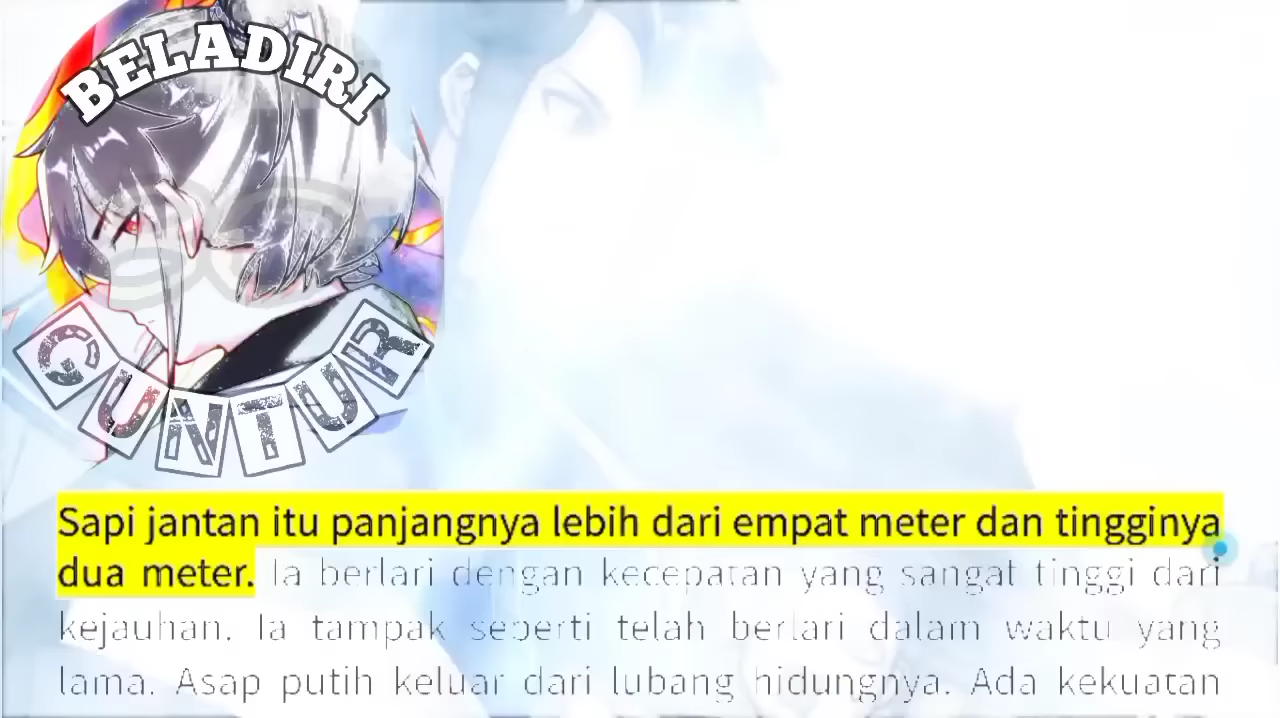 BELADIRI
GUNTUR
Sapi jantan itu panjangnya lebih dari empat meter dan tingginya
dua meter. Ia berlari dengan kecepatan yang sangat tinggi dari
kejauhan. Ia tampak seperti telah berlari dalam waktu yang
lama. Asap putih keluar dari lubang hidungnya. Ada kekuatan